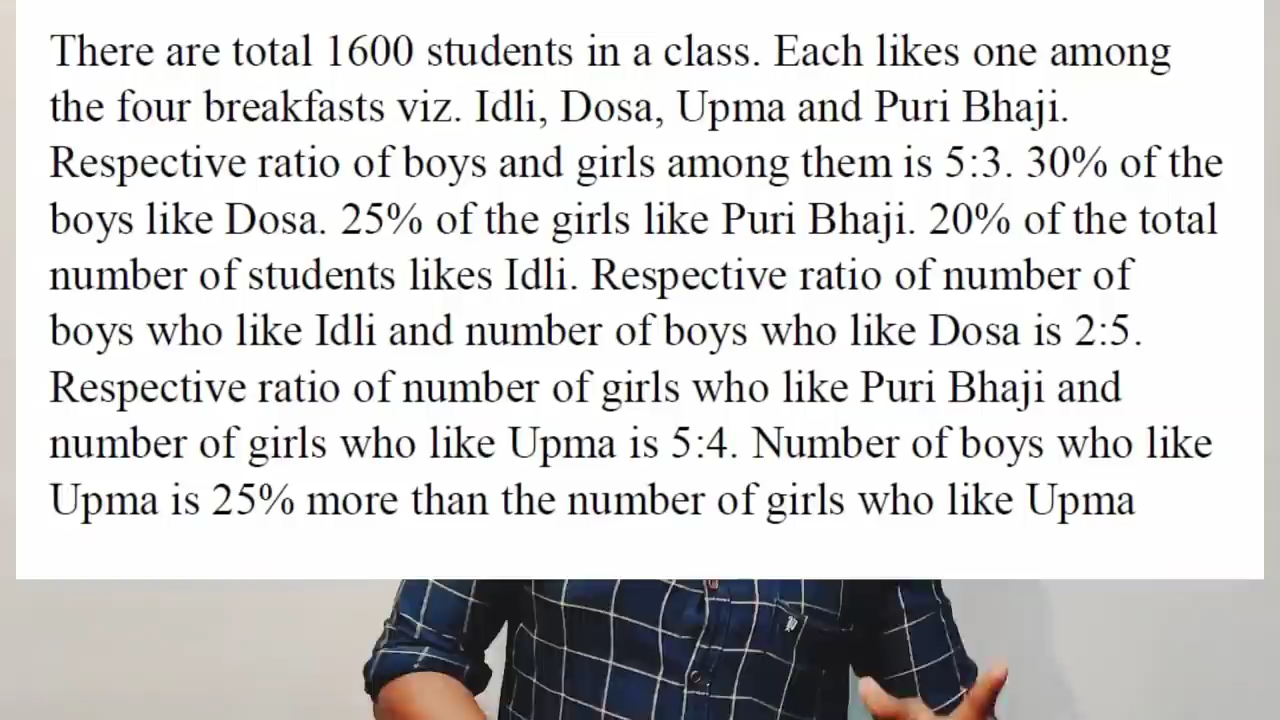 There are total 1600 students in a class. Each likes one among
the four breakfasts viz. Idli, Dosa, Upma and Puri Bhaji.
Respective ratio of boys and girls among them is 5:3. 30% of the
boys like Dosa. 25% of the girls like Puri Bhaji. 20% of the total
number of students likes Idli. Respective ratio of number of
boys who like Idli and number of boys who like Dosa is 2:5.
Respective ratio of number of girls who like Puri Bhaji and
number of girls who like Upma is 5:4. Number of boys who like
Upma is 25% more than the number of girls who like Upma